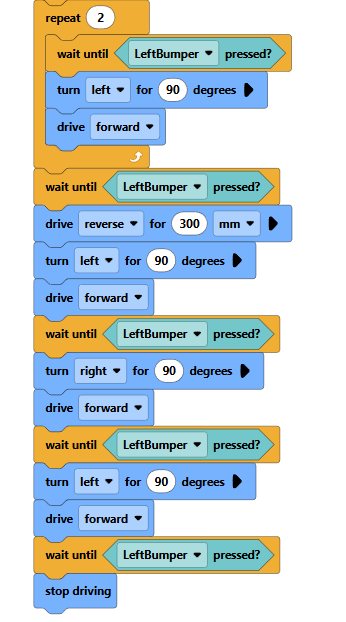 repeat 2
wait until LeftBumper pressed?
turn left for 90 degrees
drive forward
wait until LeftBumper pressed?
drive reverse for 300 mm
turn left for 90 degrees
drive forward
wait until LeftBumper pressed?
turn right for 90 degrees
drive forward
wait until LeftBumper pressed?
turn left for 90 degrees
drive forward
wait until LeftBumper pressed?
stop driving